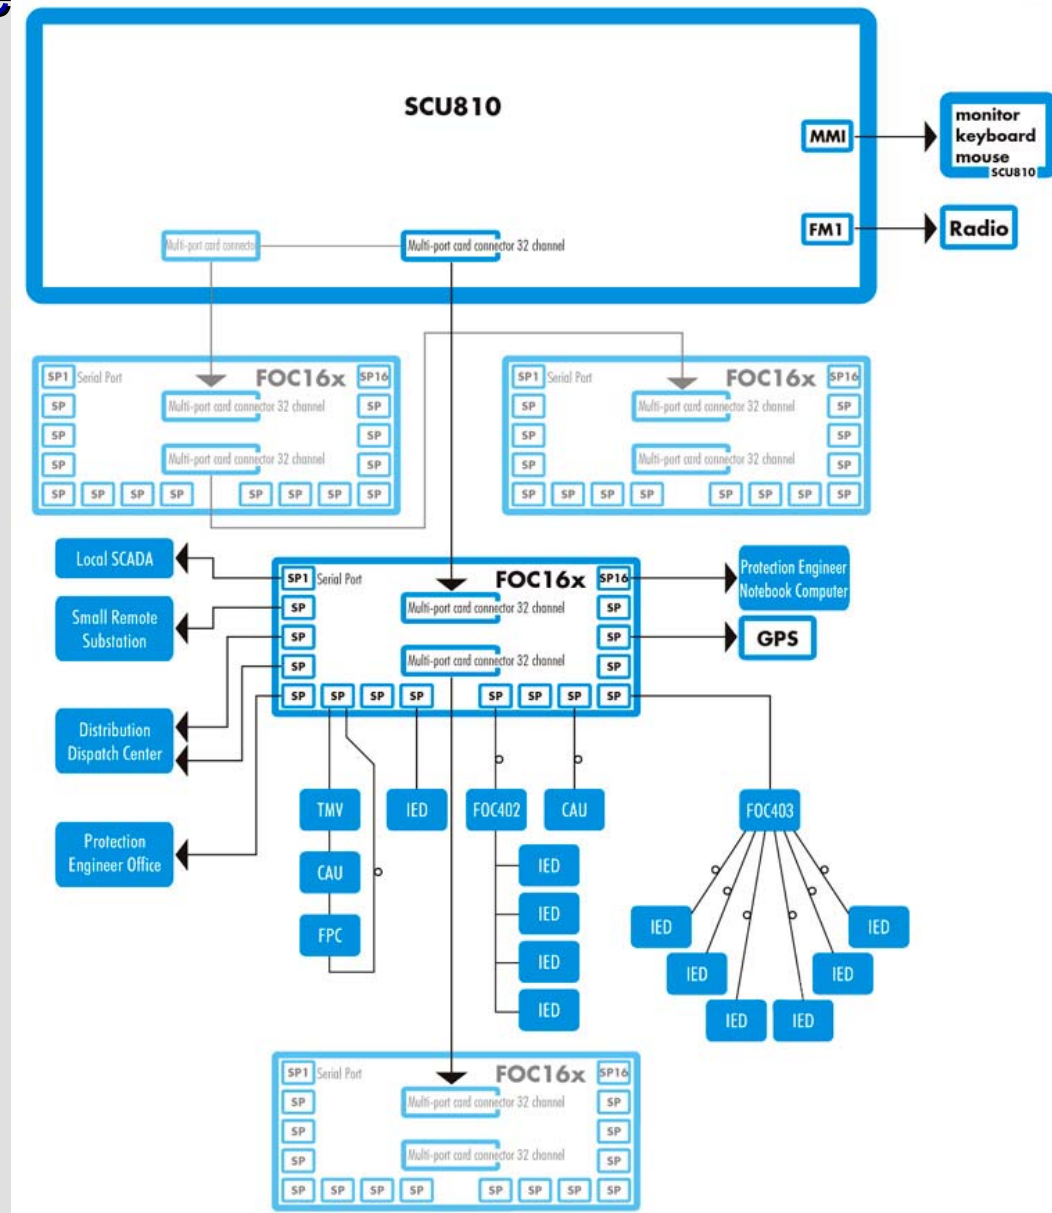 SCU810
MMI
monitor
keyboard
mouse
SCU810
FM1
Radio
Multi-port card connector
Multi-port card connector 32 channel
SP1 Serial Port FOC16x SP16
SP Multi-port card connector 32 channel SP
SP SP
SP Multi-port card connector 32 channel SP
SP SP SP SP SP SP SP SP
SP1 Serial Port FOC16x SP16
SP Multi-port card connector 32 channel SP
SP SP
SP Multi-port card connector 32 channel SP
SP SP SP SP SP SP SP SP
Local SCADA
Small Remote
Substation
Distribution
Dispatch Center
Protection
Engineer Office
SP1 Serial Port FOC16x SP16
SP Multi-port card connector 32 channel SP
SP SP
SP Multi-port card connector 32 channel SP
SP SP SP SP SP SP SP SP
Protection Engineer
Notebook Computer
GPS
TMV
CAU
FPC
IED
FOC402
IED
IED
IED
IED
CAU
FOC403
IED
IED
IED
IED
IED
IED
SP1 Serial Port FOC16x SP16
SP Multi-port card connector 32 channel SP
SP SP
SP Multi-port card connector 32 channel SP
SP SP SP SP SP SP SP SP